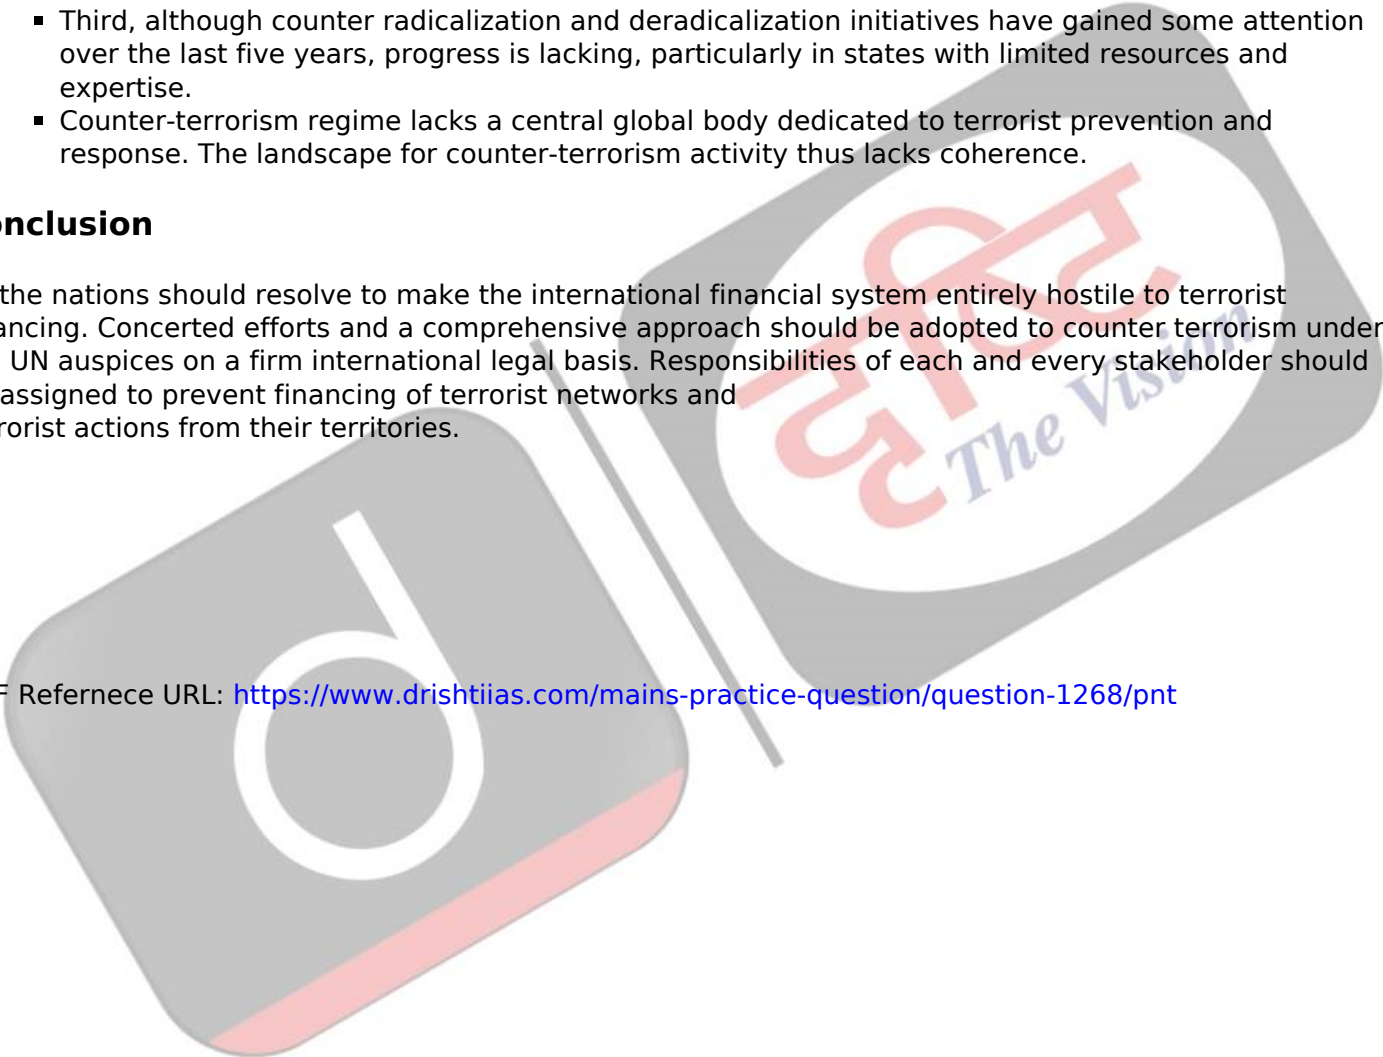 ▪ Third, although counter radicalization and deradicalization initiatives have gained some attention
over the last five years, progress is lacking, particularly in states with limited resources and
expertise.
▪ Counter-terrorism regime lacks a central global body dedicated to terrorist prevention and
response. The landscape for counter-terrorism activity thus lacks coherence.
onclusion
the nations should resolve to make the international financial system entirely hostile to terrorist
ancing. Concerted efforts and a comprehensive approach should be adopted to counter terrorism under
UN auspices on a firm international legal basis. Responsibilities of each and every stakeholder should
assigned to prevent financing of terrorist networks and
rorist actions from their territories.
F Refernece URL: https://www.drishtiias.com/mains-practice-question/question-1268/pnt
दृष्टि
The Vision
d